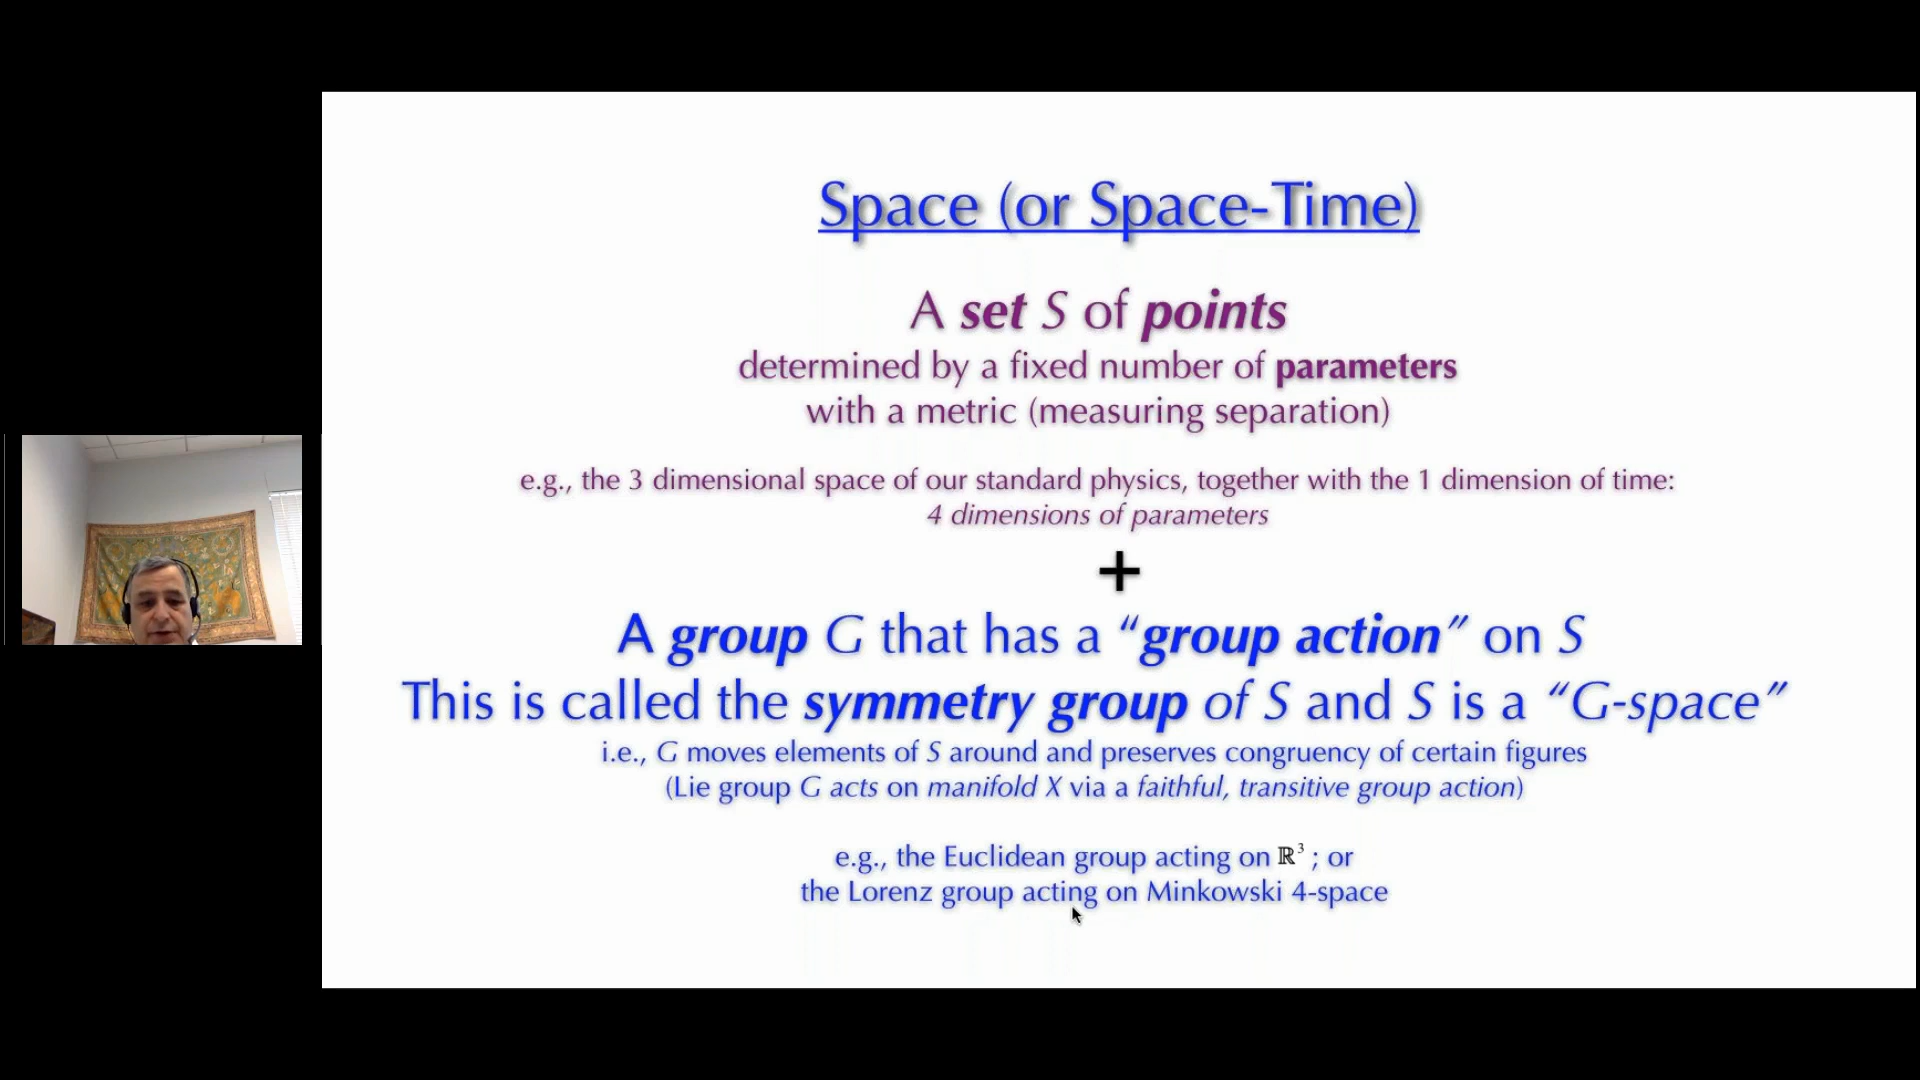 Space (or Space-Time)
A set S of points
determined by a fixed number of parameters
with a metric (measuring separation)
e.g., the 3 dimensional space of our standard physics, together with the 1 dimension of time:
4 dimensions of parameters
+
A group G that has a “group action” on S
This is called the symmetry group of S and S is a “G-space”
i.e., G moves elements of S around and preserves congruency of certain figures
(Lie group G acts on manifold X via a faithful, transitive group action)
e.g., the Euclidean group acting on ℝ³ ; or
the Lorenz group acting on Minkowski 4-space